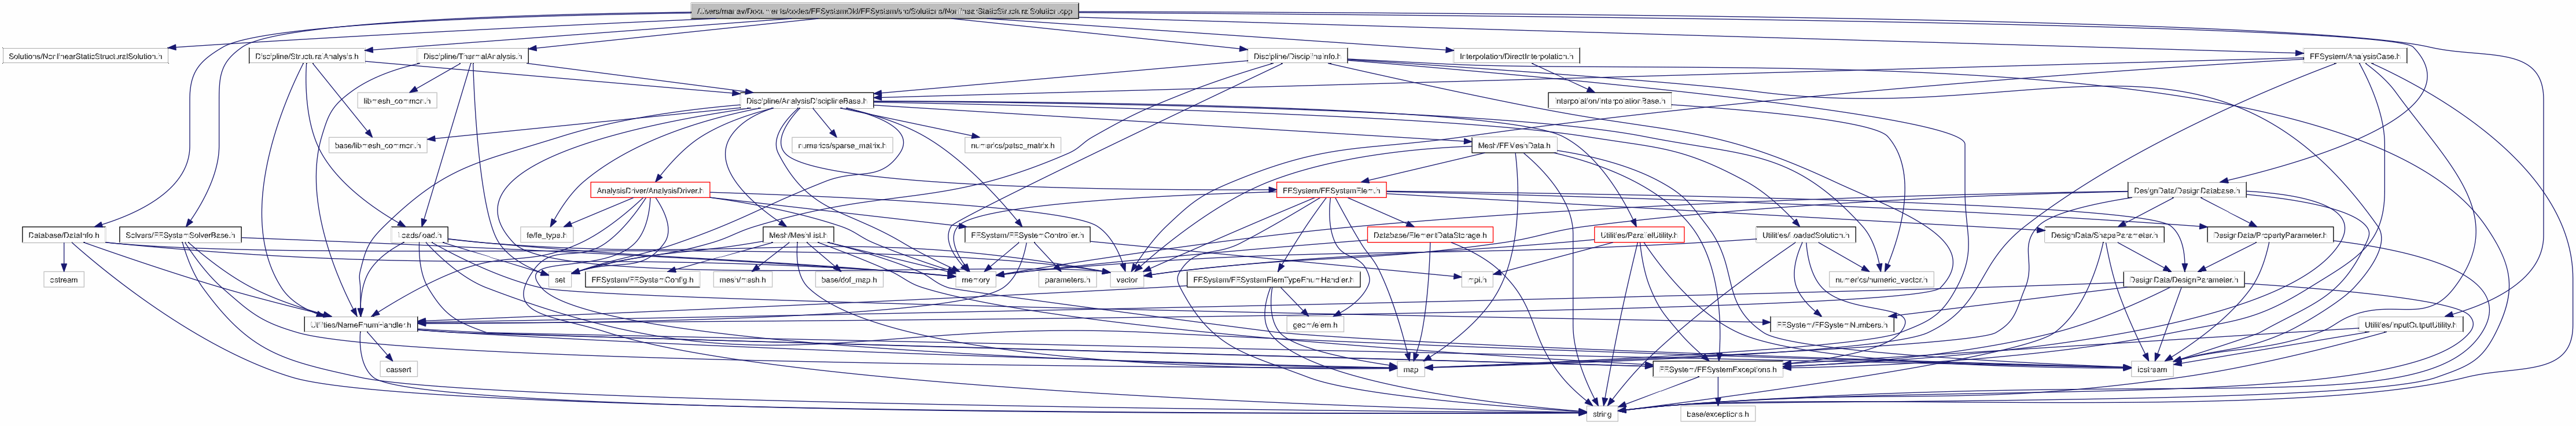 /Users/manav/Documents/codes/FESystemOld/FESystem/src/Solutions/NonlinearStaticStructuralSolution.cpp
Solutions/NonlinearStaticStructuralSolution.h
Discipline/StructuralAnalysis.h
Discipline/ThermalAnalysis.h
Discipline/DisciplineInfo.h
Interpolation/DirectInterpolation.h
FESystem/AnalysisCase.h
libmesh_common.h
Discipline/AnalysisDisciplineBase.h
Interpolation/InterpolationBase.h
base/libmesh_common.h
numerics/sparse_matrix.h
numerics/petsc_matrix.h
Mesh/FEMeshData.h
AnalysisDriver/AnalysisDriver.h
FESystem/FESystemElem.h
DesignData/DesignDatabase.h
Database/DataInfo.h
Solvers/FESystemSolverBase.h
Loads/load.h
fe/fe_type.h
Mesh/MeshList.h
FESystem/FESystemController.h
Database/ElementDataStorage.h
Utilities/ParallelUtility.h
Utilities/LoadedSolution.h
DesignData/ShapeParameter.h
DesignData/PropertyParameter.h
ostream
set
FESystem/FESystemConfig.h
mesh/mesh.h
base/dof_map.h
memory
parameters.h
vector
mpi.h
FESystem/FESystemElemTypeEnumHandler.h
numerics/numeric_vector.h
DesignData/DesignParameter.h
Utilities/NameEnumHandler.h
geom/elem.h
FESystem/FESystemNumbers.h
Utilities/InputOutputUtility.h
cassert
map
FESystem/FESystemExceptions.h
iostream
string
base/exceptions.h